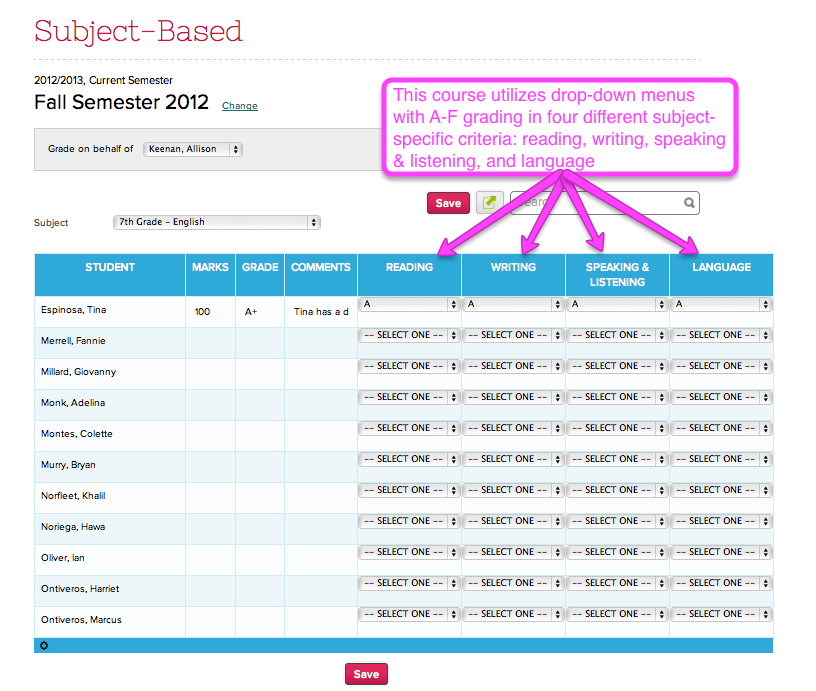 Subject-Based
2012/2013, Current Semester
Fall Semester 2012 Change
This course utilizes drop-down menus
with A-F grading in four different subject-
specific criteria: reading, writing, speaking
& listening, and language
Grade on behalf of Keenan, Allison
Save
Subject 7th Grade - English
STUDENT MARKS GRADE COMMENTS READING WRITING SPEAKING & LISTENING LANGUAGE
Espinosa, Tina 100 A+ Tina has a d A A A A
Merrell, Fannie -- SELECT ONE -- -- SELECT ONE -- -- SELECT ONE -- -- SELECT ONE --
Millard, Giovanny -- SELECT ONE -- -- SELECT ONE -- -- SELECT ONE -- -- SELECT ONE --
Monk, Adelina -- SELECT ONE -- -- SELECT ONE -- -- SELECT ONE -- -- SELECT ONE --
Montes, Colette -- SELECT ONE -- -- SELECT ONE -- -- SELECT ONE -- -- SELECT ONE --
Murry, Bryan -- SELECT ONE -- -- SELECT ONE -- -- SELECT ONE -- -- SELECT ONE --
Norfleet, Khalil -- SELECT ONE -- -- SELECT ONE -- -- SELECT ONE -- -- SELECT ONE --
Noriega, Hawa -- SELECT ONE -- -- SELECT ONE -- -- SELECT ONE -- -- SELECT ONE --
Oliver, Ian -- SELECT ONE -- -- SELECT ONE -- -- SELECT ONE -- -- SELECT ONE --
Ontiveros, Harriet -- SELECT ONE -- -- SELECT ONE -- -- SELECT ONE -- -- SELECT ONE --
Ontiveros, Marcus -- SELECT ONE -- -- SELECT ONE -- -- SELECT ONE -- -- SELECT ONE --
Save